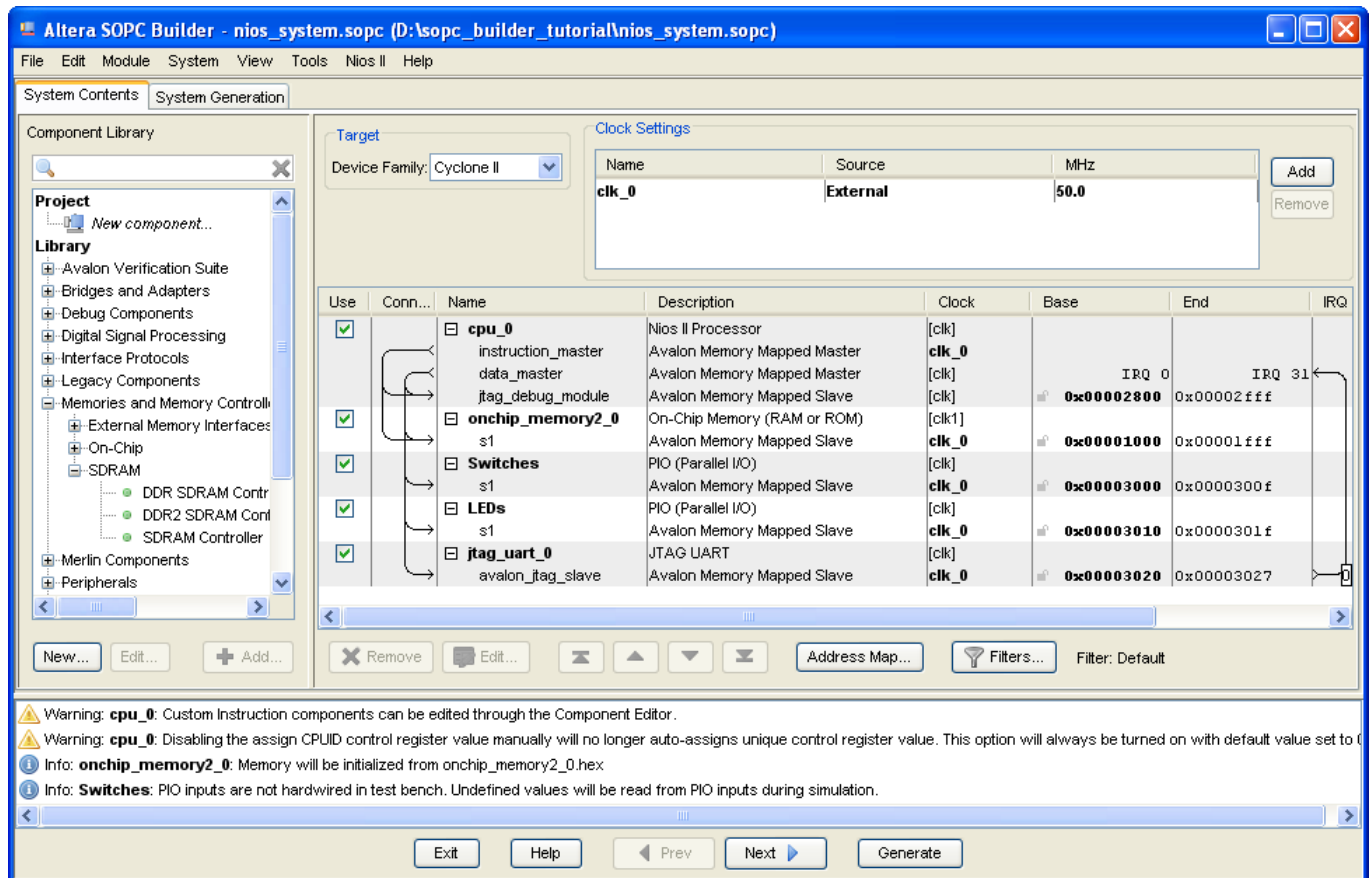 Altera SOPC Builder - nios_system.sopc (D:\sopc_builder_tutorial\nios_system.sopc)
File Edit Module System View Tools Nios II Help
System Contents System Generation
Component Library
Project
New component...
Library
Avalon Verification Suite
Bridges and Adapters
Debug Components
Digital Signal Processing
Interface Protocols
Legacy Components
Memories and Memory Controlle
External Memory Interfaces
On-Chip
SDRAM
DDR SDRAM Contr
DDR2 SDRAM Cont
SDRAM Controller
Merlin Components
Peripherals
New... Edit... Add...
Target
Device Family: Cyclone II
Clock Settings
Name Source MHz
clk_0 External 50.0
Add
Remove
Use Conn... Name Description Clock Base End IRQ
cpu_0 Nios II Processor [clk]
instruction_master Avalon Memory Mapped Master clk_0
data_master Avalon Memory Mapped Master [clk] IRQ 0 IRQ 31
jtag_debug_module Avalon Memory Mapped Slave [clk] 0x00002800 0x00002fff
onchip_memory2_0 On-Chip Memory (RAM or ROM) [clk1]
s1 Avalon Memory Mapped Slave clk_0 0x00001000 0x00001fff
Switches PIO (Parallel I/O) [clk]
s1 Avalon Memory Mapped Slave clk_0 0x00003000 0x0000300f
LEDs PIO (Parallel I/O) [clk]
s1 Avalon Memory Mapped Slave clk_0 0x00003010 0x0000301f
jtag_uart_0 JTAG UART [clk]
avalon_jtag_slave Avalon Memory Mapped Slave clk_0 0x00003020 0x00003027 0
Remove Edit... Address Map... Filters... Filter: Default
Warning: cpu_0: Custom Instruction components can be edited through the Component Editor.
Warning: cpu_0: Disabling the assign CPUID control register value manually will no longer auto-assigns unique control register value. This option will always be turned on with default value set to
Info: onchip_memory2_0: Memory will be initialized from onchip_memory2_0.hex
Info: Switches: PIO inputs are not hardwired in test bench. Undefined values will be read from PIO inputs during simulation.
Exit Help Prev Next Generate